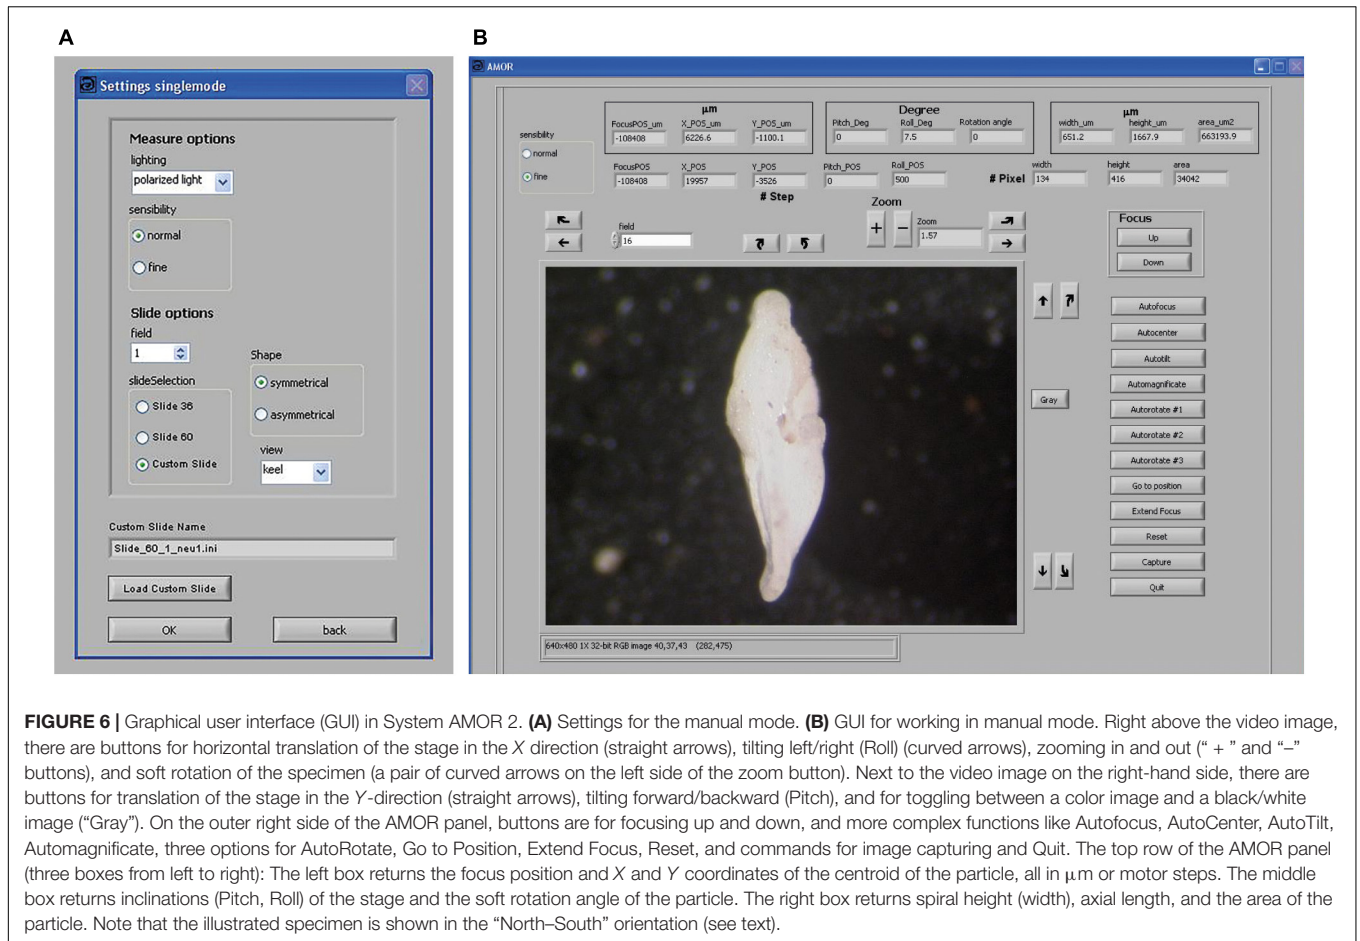 A
B
Settings singlemode
Measure options
lighting
polarized light
sensibility
normal
fine
Slide options
field
1
slideSelection
Slide 36
Slide 60
Custom Slide
Shape
symmetrical
asymmetrical
view
keel
Custom Slide Name
Slide_60_1_neu1.ini
Load Custom Slide
OK back
AMOR
sensibility
normal
fine
µm
FocusPOS_um X_POS_um Y_POS_um
-108408 6226.6 -1100.1
Degree
Pitch_Deg Roll_Deg Rotation angle
0 7.5 0
µm
width_um height_um area_um2
651.2 1667.9 663193.9
FocusPOS X_POS Y_POS Pitch_POS Roll_POS
-108408 19957 -3526 0 500
# Step
# Pixel
width height area
134 416 34042
field
16
Zoom
+ − Zoom
1.57
Focus
Up
Down
Gray
Autofocus
Autocenter
Autotilt
Automagnificate
Autorotate #1
Autorotate #2
Autorotate #3
Go to position
Extend Focus
Reset
Capture
Quit
640x480 1X 32-bit RGB image 40,37,43 (282,475)
FIGURE 6 | Graphical user interface (GUI) in System AMOR 2. (A) Settings for the manual mode. (B) GUI for working in manual mode. Right above the video image,
there are buttons for horizontal translation of the stage in the X direction (straight arrows), tilting left/right (Roll) (curved arrows), zooming in and out (“ + ” and “–”
buttons), and soft rotation of the specimen (a pair of curved arrows on the left side of the zoom button). Next to the video image on the right-hand side, there are
buttons for translation of the stage in the Y-direction (straight arrows), tilting forward/backward (Pitch), and for toggling between a color image and a black/white
image (“Gray”). On the outer right side of the AMOR panel, buttons are for focusing up and down, and more complex functions like Autofocus, AutoCenter, AutoTilt,
Automagnificate, three options for AutoRotate, Go to Position, Extend Focus, Reset, and commands for image capturing and Quit. The top row of the AMOR panel
(three boxes from left to right): The left box returns the focus position and X and Y coordinates of the centroid of the particle, all in µm or motor steps. The middle
box returns inclinations (Pitch, Roll) of the stage and the soft rotation angle of the particle. The right box returns spiral height (width), axial length, and the area of the
particle. Note that the illustrated specimen is shown in the “North–South” orientation (see text).